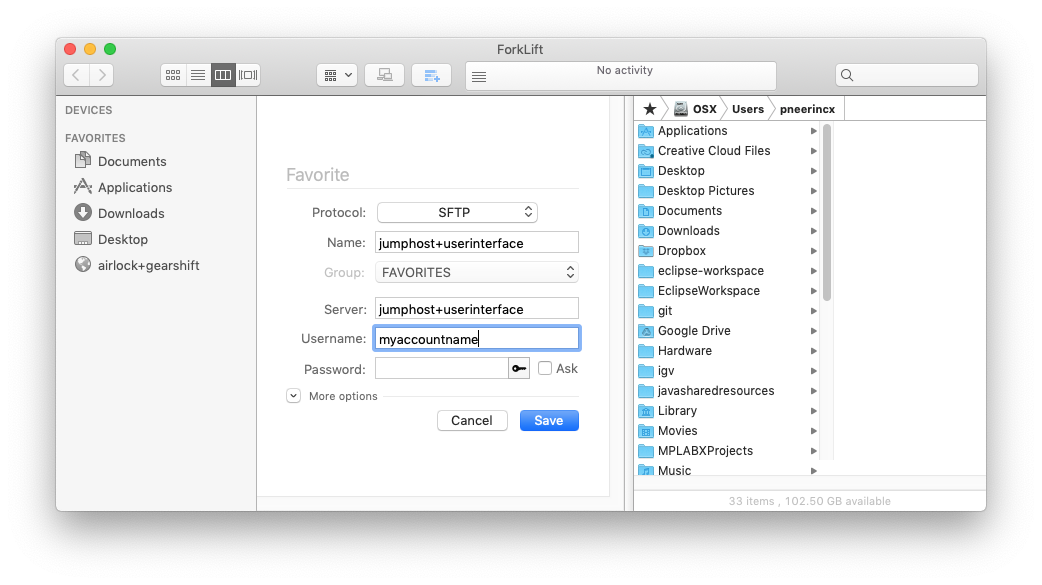 ForkLift
No activity
DEVICES
FAVORITES
Documents
Applications
Downloads
Desktop
airlock+gearshift
Favorite
Protocol: SFTP
Name: jumphost+userinterface
Group: FAVORITES
Server: jumphost+userinterface
Username: myaccountname
Password: Ask
More options
Cancel Save
OSX Users pneerincx
Applications
Creative Cloud Files
Desktop
Desktop Pictures
Documents
Downloads
Dropbox
eclipse-workspace
EclipseWorkspace
git
Google Drive
Hardware
igv
javasharedresources
Library
Movies
MPLABXProjects
Music
33 items , 102.50 GB available